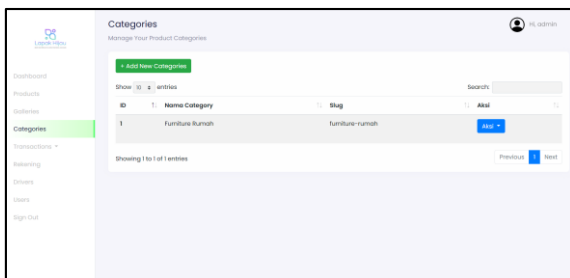 Lapak Hijau
Categories
Manage Your Product Categories
Hi, admin
Dashboard
Products
Galleries
Categories
Transactions
Rekening
Drivers
Users
Sign Out
+ Add New Categories
Show 10 entries
Search:
ID Nama Category Slug Aksi
1 Furniture Rumah furniture-rumah Aksi
Showing 1 to 1 of 1 entries
Previous 1 Next